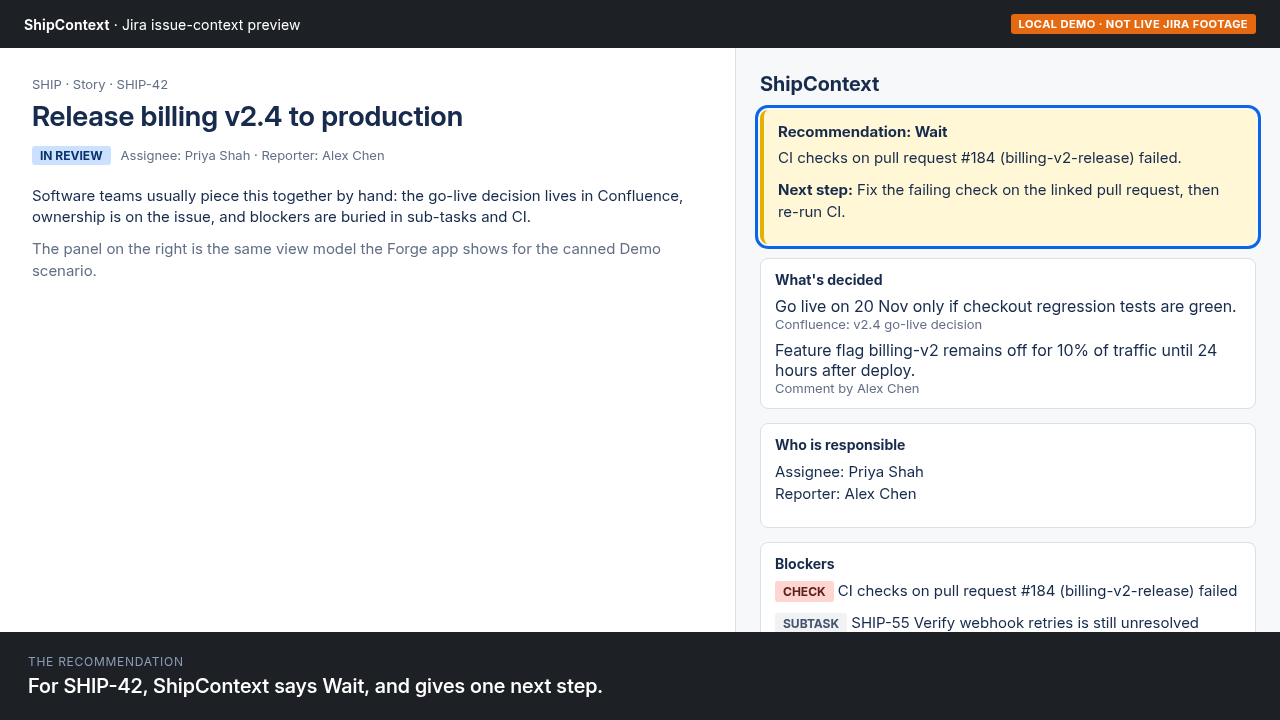 ShipContext · Jira issue-context preview
LOCAL DEMO · NOT LIVE JIRA FOOTAGE
SHIP · Story · SHIP-42
Release billing v2.4 to production
IN REVIEW Assignee: Priya Shah · Reporter: Alex Chen
Software teams usually piece this together by hand: the go-live decision lives in Confluence,
ownership is on the issue, and blockers are buried in sub-tasks and CI.
The panel on the right is the same view model the Forge app shows for the canned Demo
scenario.
ShipContext
Recommendation: Wait
CI checks on pull request #184 (billing-v2-release) failed.
Next step: Fix the failing check on the linked pull request, then
re-run CI.
What's decided
Go live on 20 Nov only if checkout regression tests are green.
Confluence: v2.4 go-live decision
Feature flag billing-v2 remains off for 10% of traffic until 24
hours after deploy.
Comment by Alex Chen
Who is responsible
Assignee: Priya Shah
Reporter: Alex Chen
Blockers
CHECK CI checks on pull request #184 (billing-v2-release) failed
SUBTASK SHIP-55 Verify webhook retries is still unresolved
THE RECOMMENDATION
For SHIP-42, ShipContext says Wait, and gives one next step.